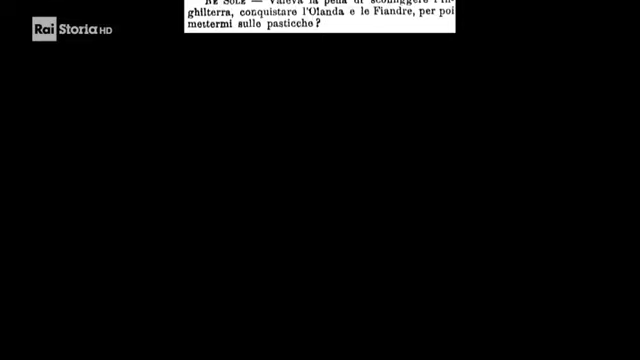 RE SOLE — Valeva la pena di sconfiggere l'In-
ghilterra, conquistare l'Olanda e le Fiandre, per poi
mettermi sulle pasticche?
Rai Storia HD